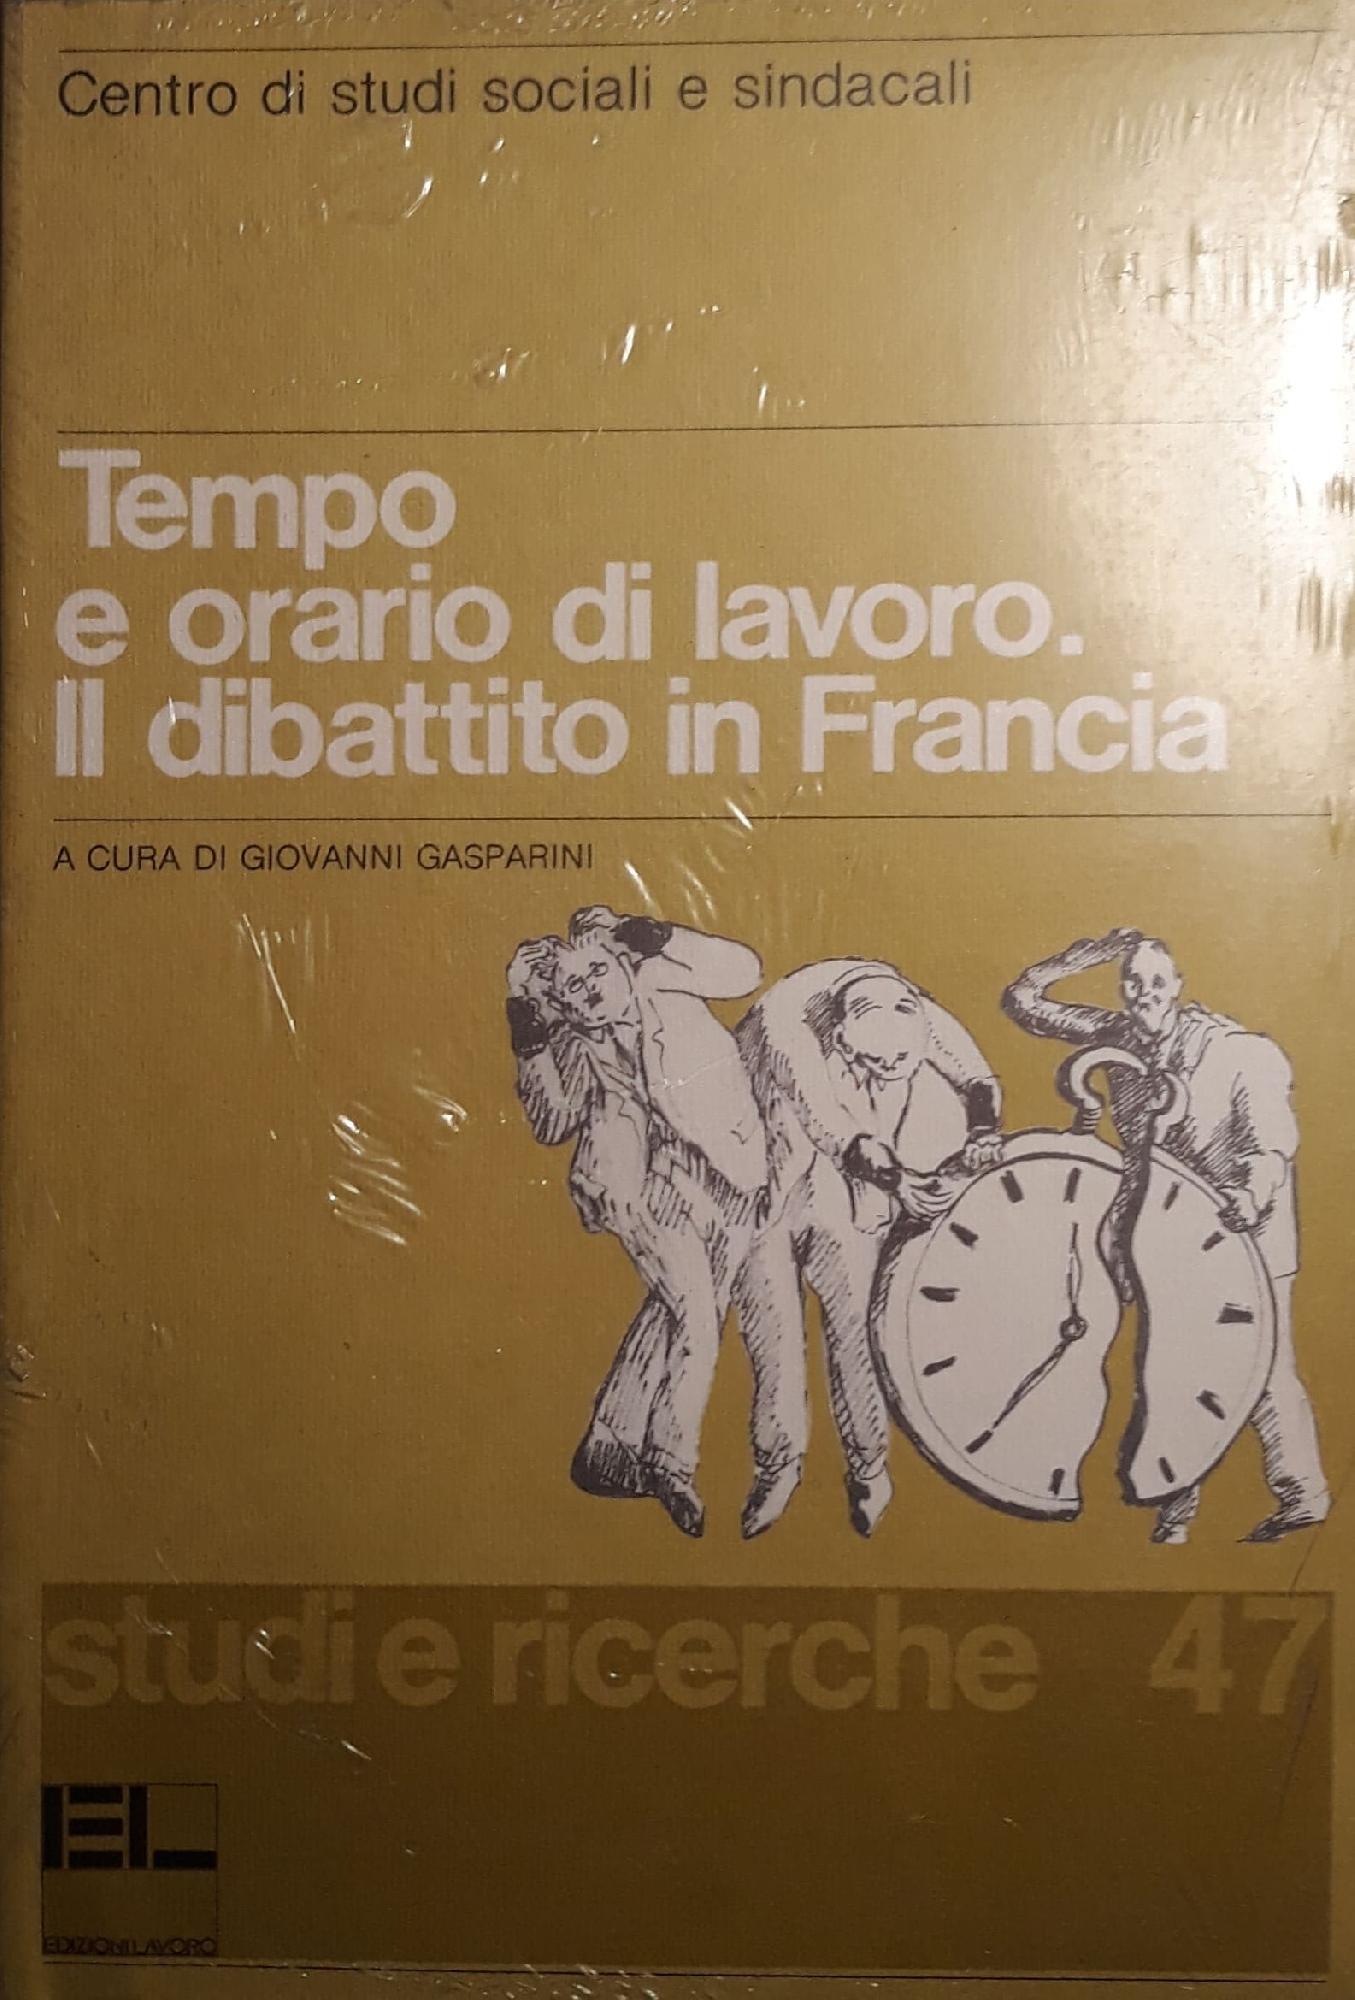 Centro di studi sociali e sindacali
Tempo
e orario di lavoro.
Il dibattito in Francia
A CURA DI GIOVANNI GASPARINI
studi e ricerche 47
EL
EDIZIONI LAVORO